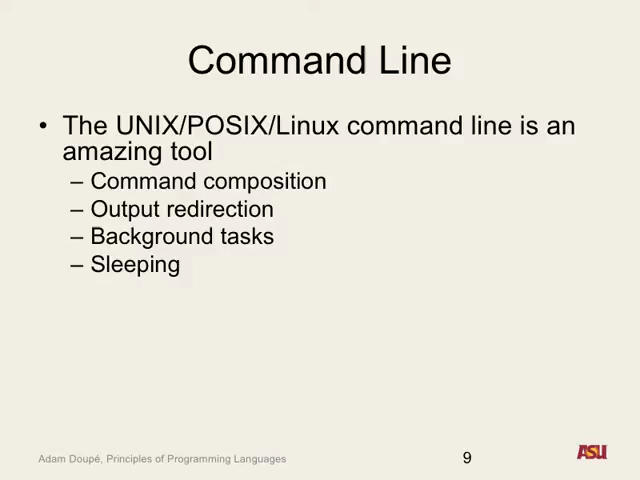 Command Line
• The UNIX/POSIX/Linux command line is an
amazing tool
– Command composition
– Output redirection
– Background tasks
– Sleeping
Adam Doupé, Principles of Programming Languages
9
ASU